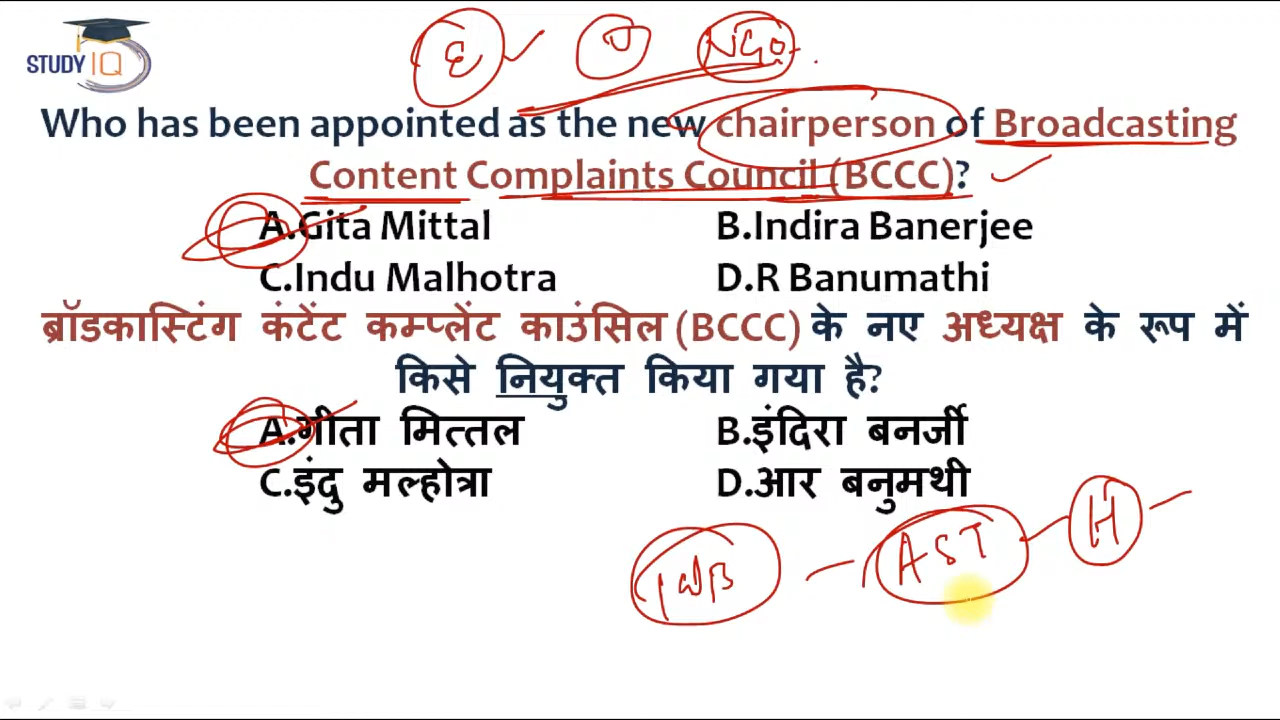 STUDY IQ
E U NGO
Who has been appointed as the new chairperson of Broadcasting
Content Complaints Council (BCCC)?
A.Gita Mittal B.Indira Banerjee
C.Indu Malhotra D.R Banumathi
ब्रॉडकास्टिंग कंटेंट कम्प्लेंट काउंसिल (BCCC) के नए अध्यक्ष के रूप में
किसे नियुक्त किया गया है?
A.गीता मित्तल B.इंदिरा बनर्जी
C.इंदु मल्होत्रा D.आर बनुमथी
AST H